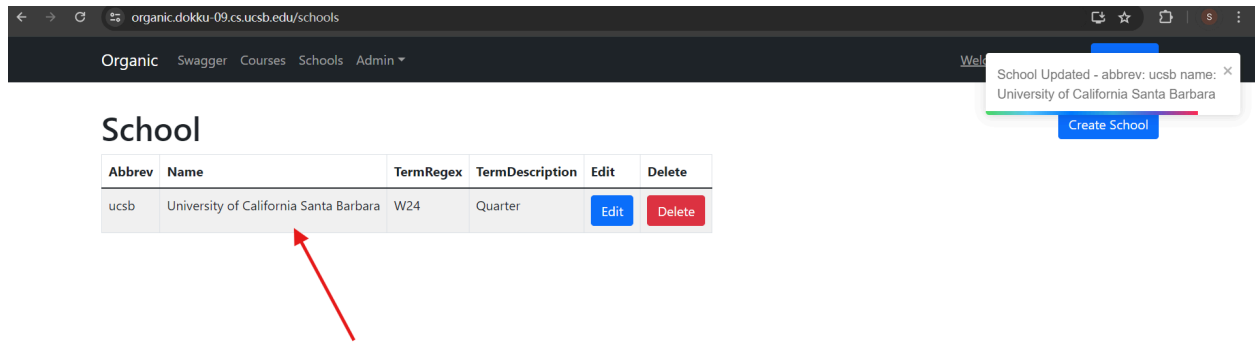 organic.dokku-09.cs.ucsb.edu/schools
S
Organic Swagger Courses Schools Admin
School Updated - abbrev: ucsb name: ×
University of California Santa Barbara
School
Create School
Abbrev Name TermRegex TermDescription Edit Delete
ucsb University of California Santa Barbara W24 Quarter Edit Delete